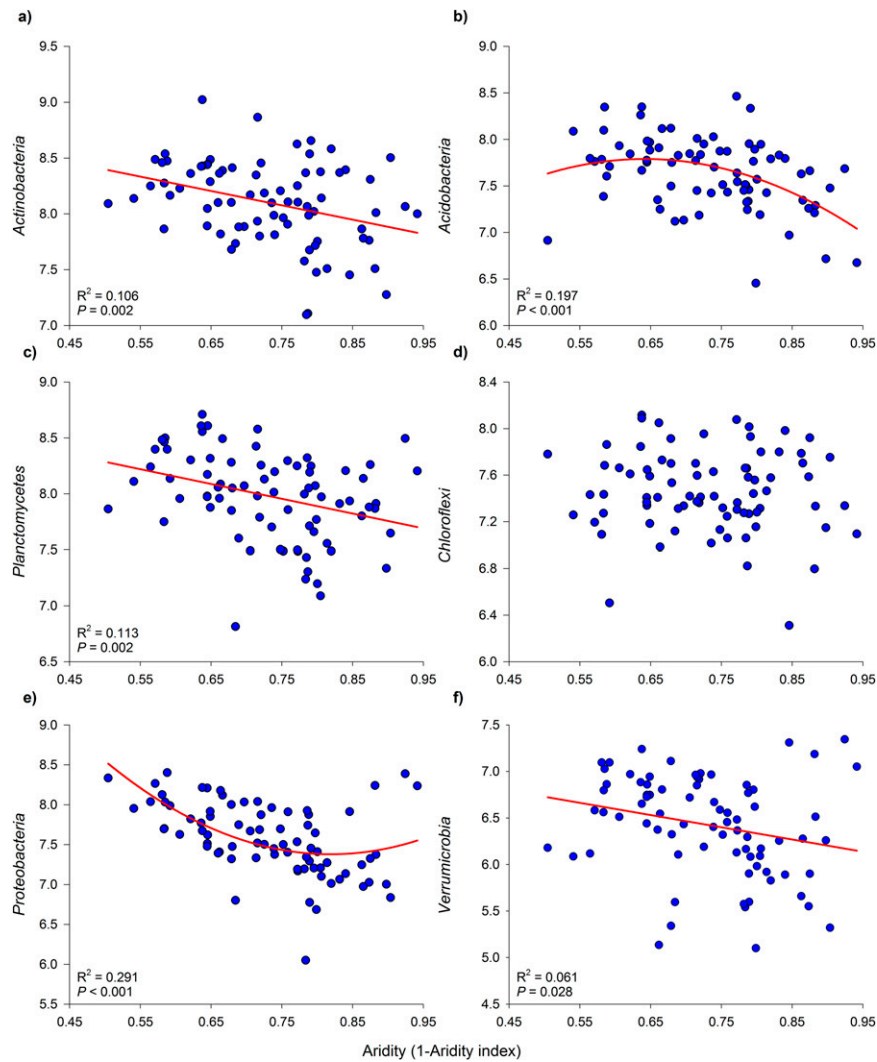 a)
9.5
9.0
8.5
8.0
7.5
7.0
Actinobacteria
R² = 0.106
P = 0.002
0.45 0.55 0.65 0.75 0.85 0.95
b)
9.0
8.5
8.0
7.5
7.0
6.5
6.0
Acidobacteria
R² = 0.197
P < 0.001
0.45 0.55 0.65 0.75 0.85 0.95
c)
9.0
8.5
8.0
7.5
7.0
6.5
Planctomycetes
R² = 0.113
P = 0.002
0.45 0.55 0.65 0.75 0.85 0.95
d)
8.4
8.0
7.6
7.2
6.8
6.4
6.0
Chloroflexi
0.45 0.55 0.65 0.75 0.85 0.95
e)
9.0
8.5
8.0
7.5
7.0
6.5
6.0
5.5
Proteobacteria
R² = 0.291
P < 0.001
0.45 0.55 0.65 0.75 0.85 0.95
f)
7.5
7.0
6.5
6.0
5.5
5.0
4.5
Verrumicrobia
R² = 0.061
P = 0.028
0.45 0.55 0.65 0.75 0.85 0.95
Aridity (1-Aridity index)